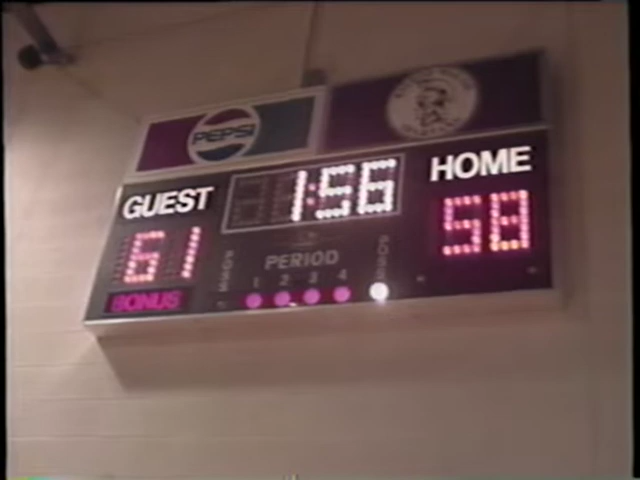 PEPSI
GUEST 1:56 HOME
61 58
PERIOD
BONUS 1 2 3 4